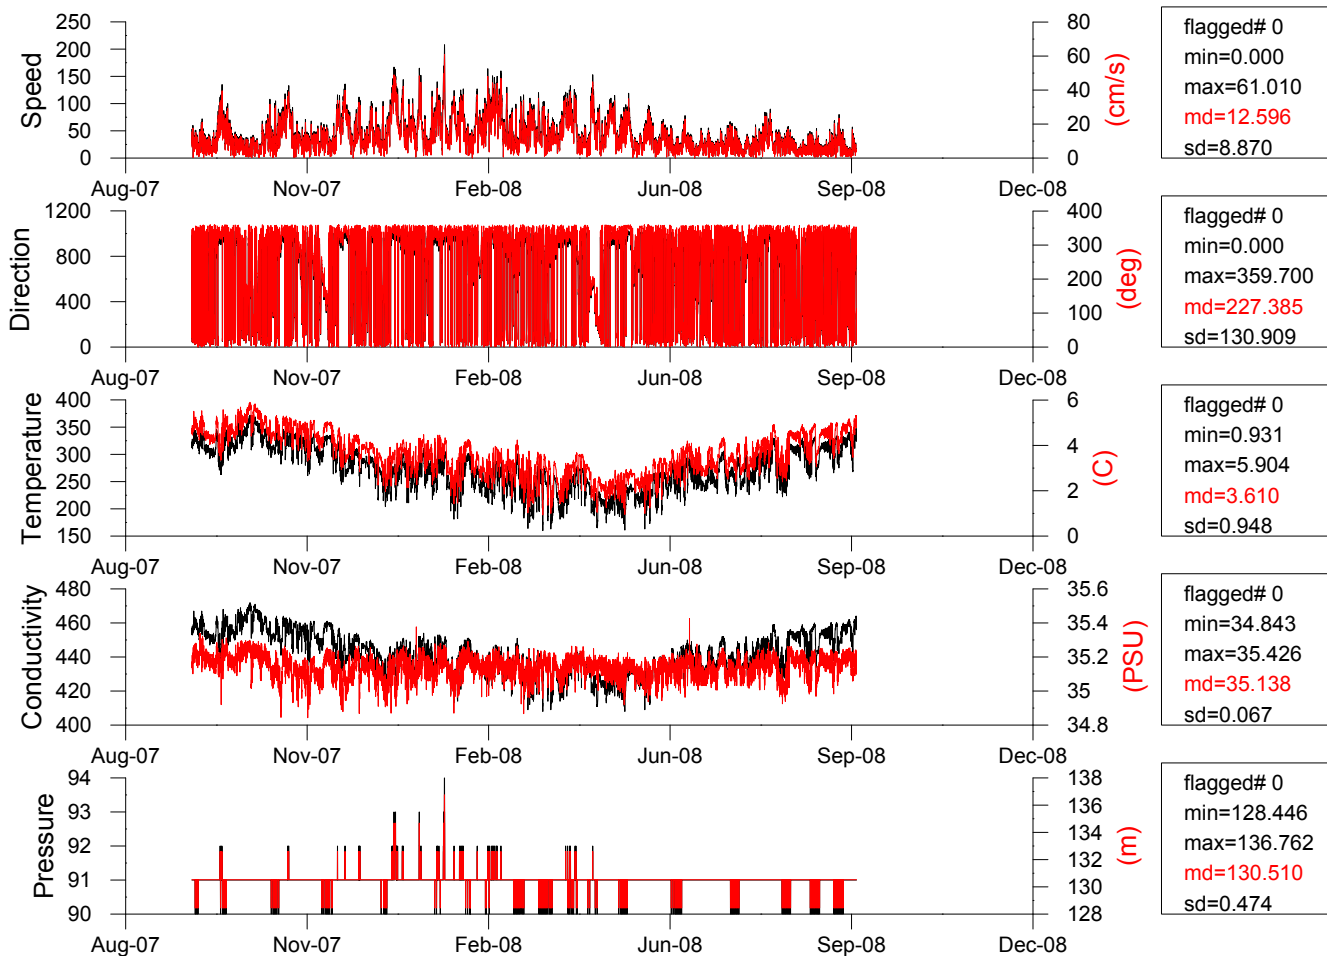 Speed
250
200
150
100
50
0
80
60
40
20
0
(cm/s)
Aug-07 Nov-07 Feb-08 Jun-08 Sep-08 Dec-08
flagged# 0
min=0.000
max=61.010
md=12.596
sd=8.870
Direction
1200
800
400
0
400
300
200
100
0
(deg)
Aug-07 Nov-07 Feb-08 Jun-08 Sep-08 Dec-08
flagged# 0
min=0.000
max=359.700
md=227.385
sd=130.909
Temperature
400
350
300
250
200
150
6
4
2
0
(C)
Aug-07 Nov-07 Feb-08 Jun-08 Sep-08 Dec-08
flagged# 0
min=0.931
max=5.904
md=3.610
sd=0.948
Conductivity
480
460
440
420
400
35.6
35.4
35.2
35
34.8
(PSU)
Aug-07 Nov-07 Feb-08 Jun-08 Sep-08 Dec-08
flagged# 0
min=34.843
max=35.426
md=35.138
sd=0.067
Pressure
94
93
92
91
90
138
136
134
132
130
128
(m)
Aug-07 Nov-07 Feb-08 Jun-08 Sep-08 Dec-08
flagged# 0
min=128.446
max=136.762
md=130.510
sd=0.474